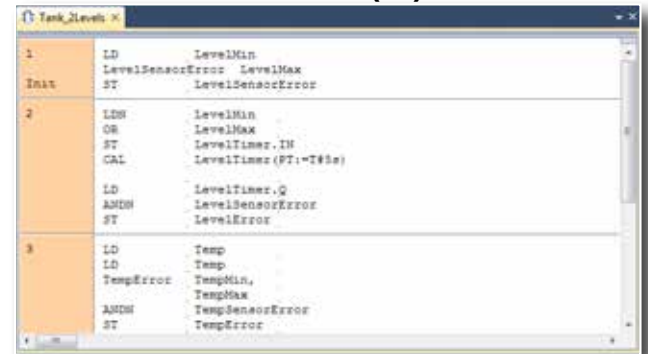 Tank_2Levels
1 LD LevelMin
LevelSensorError LevelMax
Init ST LevelSensorError
2 LDN LevelMin
OR LevelMax
ST LevelTimer.IN
CAL LevelTimer(PT:=T#5s)
LD LevelTimer.Q
ANDN LevelSensorError
ST LevelError
3 LD Temp
LD Temp
TempError TempMin,
TempMax
ANDN TempSensorError
ST TempError